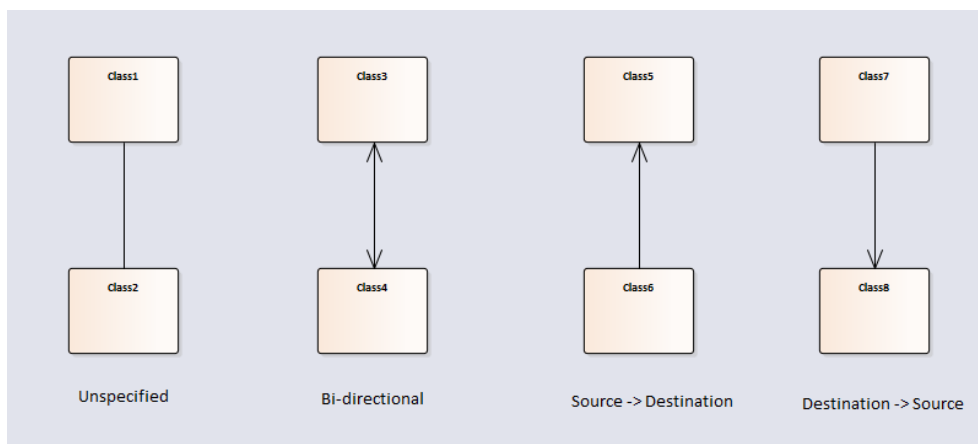 Class1
Class3
Class5
Class7
Class2
Class4
Class6
Class8
Unspecified
Bi-directional
Source -> Destination
Destination -> Source